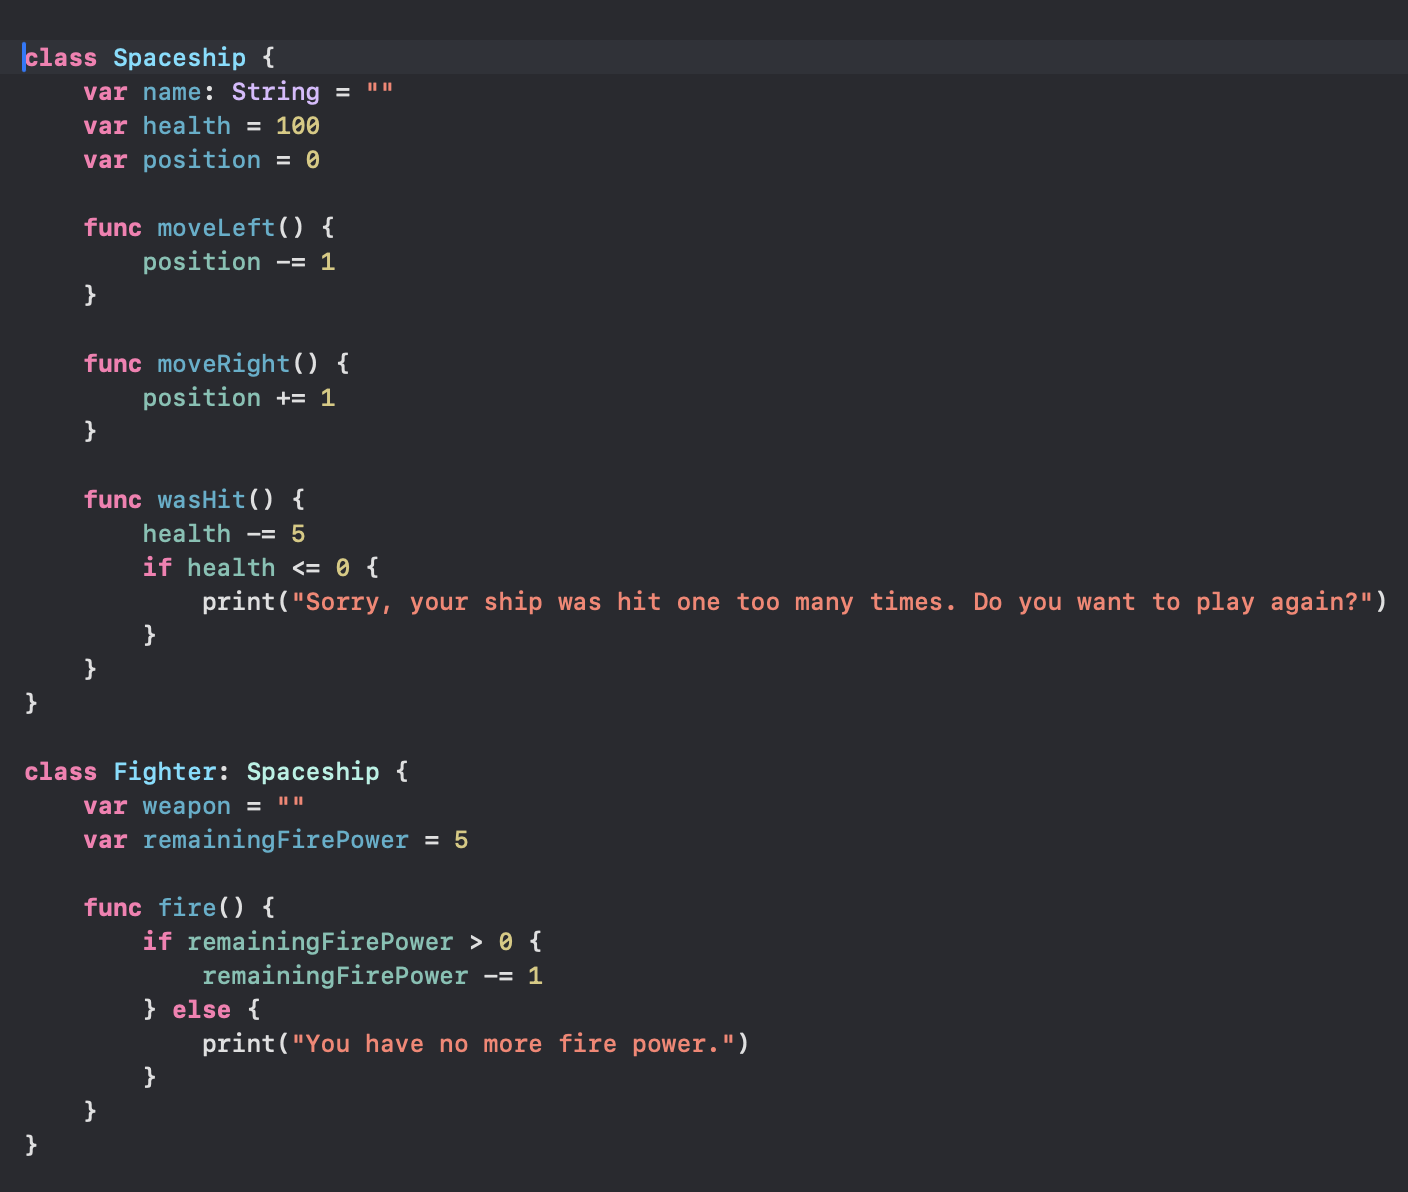 class Spaceship {
    var name: String = ""
    var health = 100
    var position = 0

    func moveLeft() {
        position -= 1
    }

    func moveRight() {
        position += 1
    }

    func wasHit() {
        health -= 5
        if health <= 0 {
            print("Sorry, your ship was hit one too many times. Do you want to play again?")
        }
    }
}

class Fighter: Spaceship {
    var weapon = ""
    var remainingFirePower = 5

    func fire() {
        if remainingFirePower > 0 {
            remainingFirePower -= 1
        } else {
            print("You have no more fire power.")
        }
    }
}